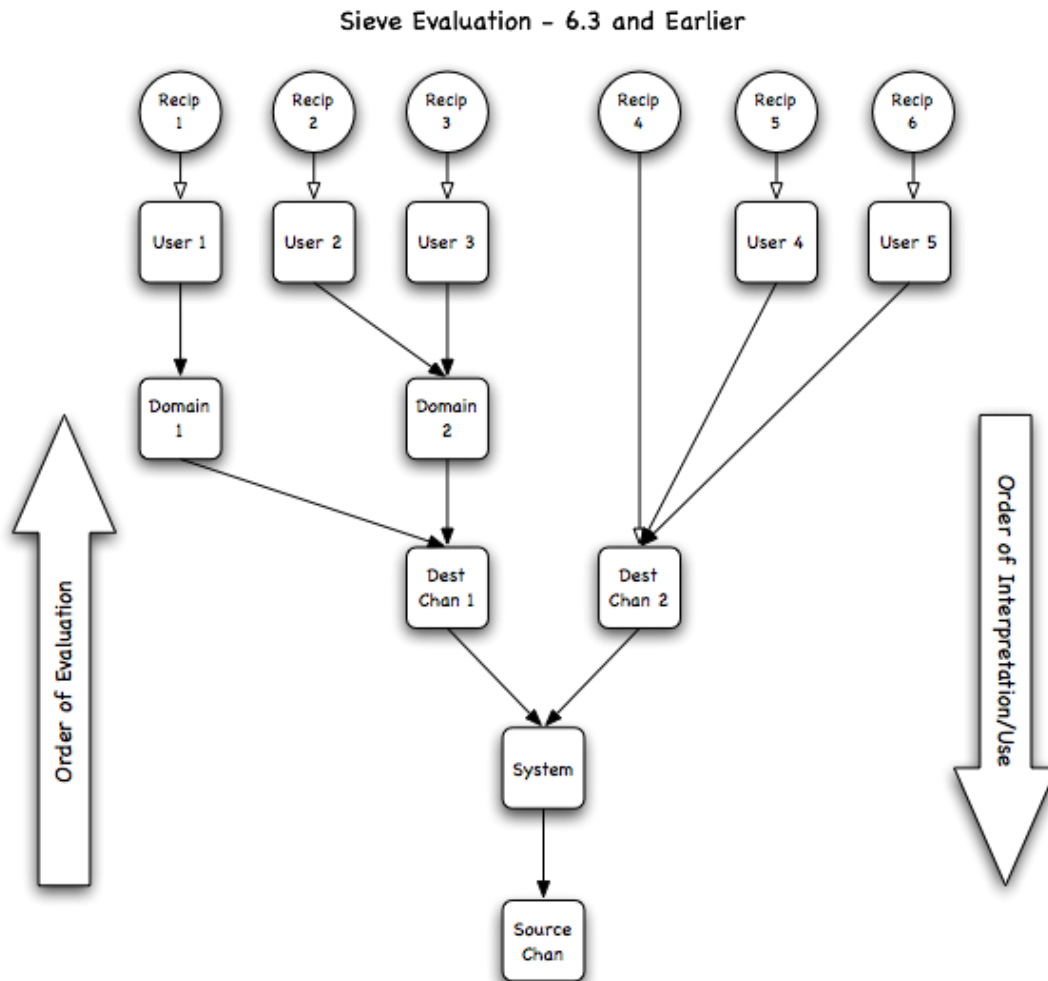 Sieve Evaluation - 6.3 and Earlier
Recip
1
Recip
2
Recip
3
Recip
4
Recip
5
Recip
6
User 1
User 2
User 3
User 4
User 5
Domain
1
Domain
2
Order of Evaluation
Order of Interpretation/Use
Dest
Chan 1
Dest
Chan 2
System
Source
Chan